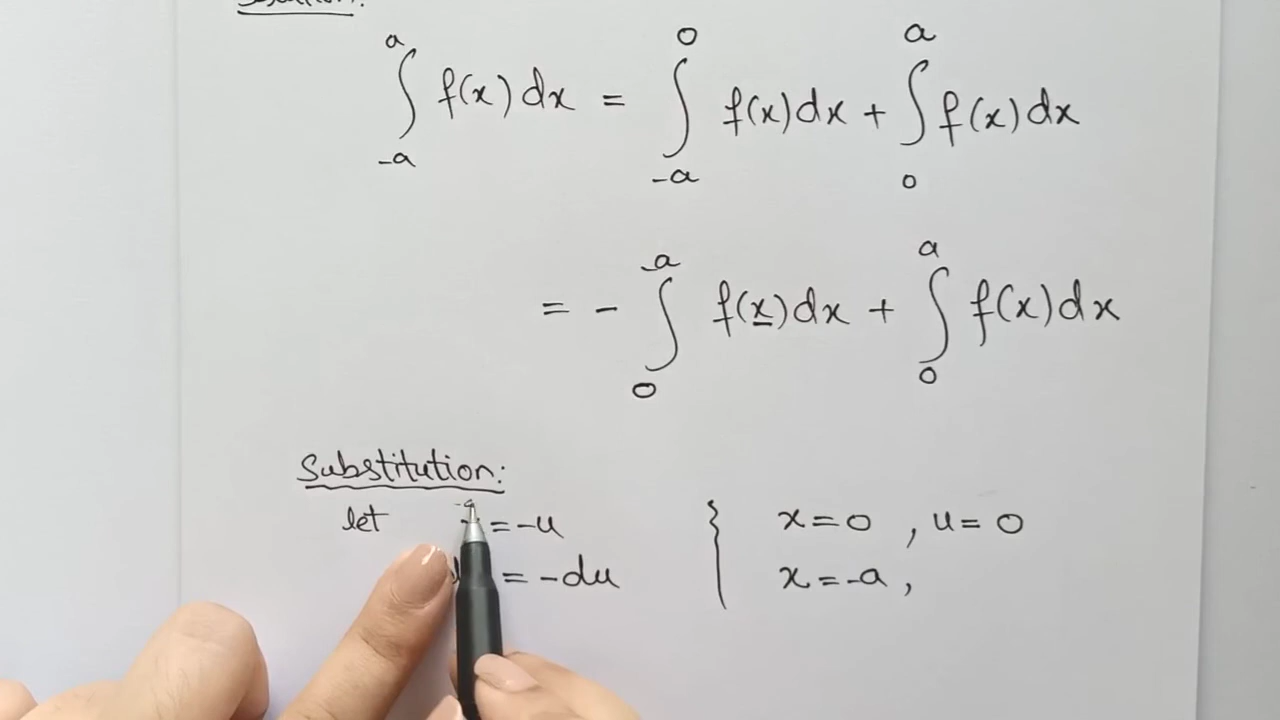 ∫_{-a}^{a} f(x)dx = ∫_{-a}^{0} f(x)dx + ∫_{0}^{a} f(x)dx
= - ∫_{0}^{-a} f(x)dx + ∫_{0}^{a} f(x)dx
Substitution:
let = -u x=0 , u=0
= -du x=-a ,